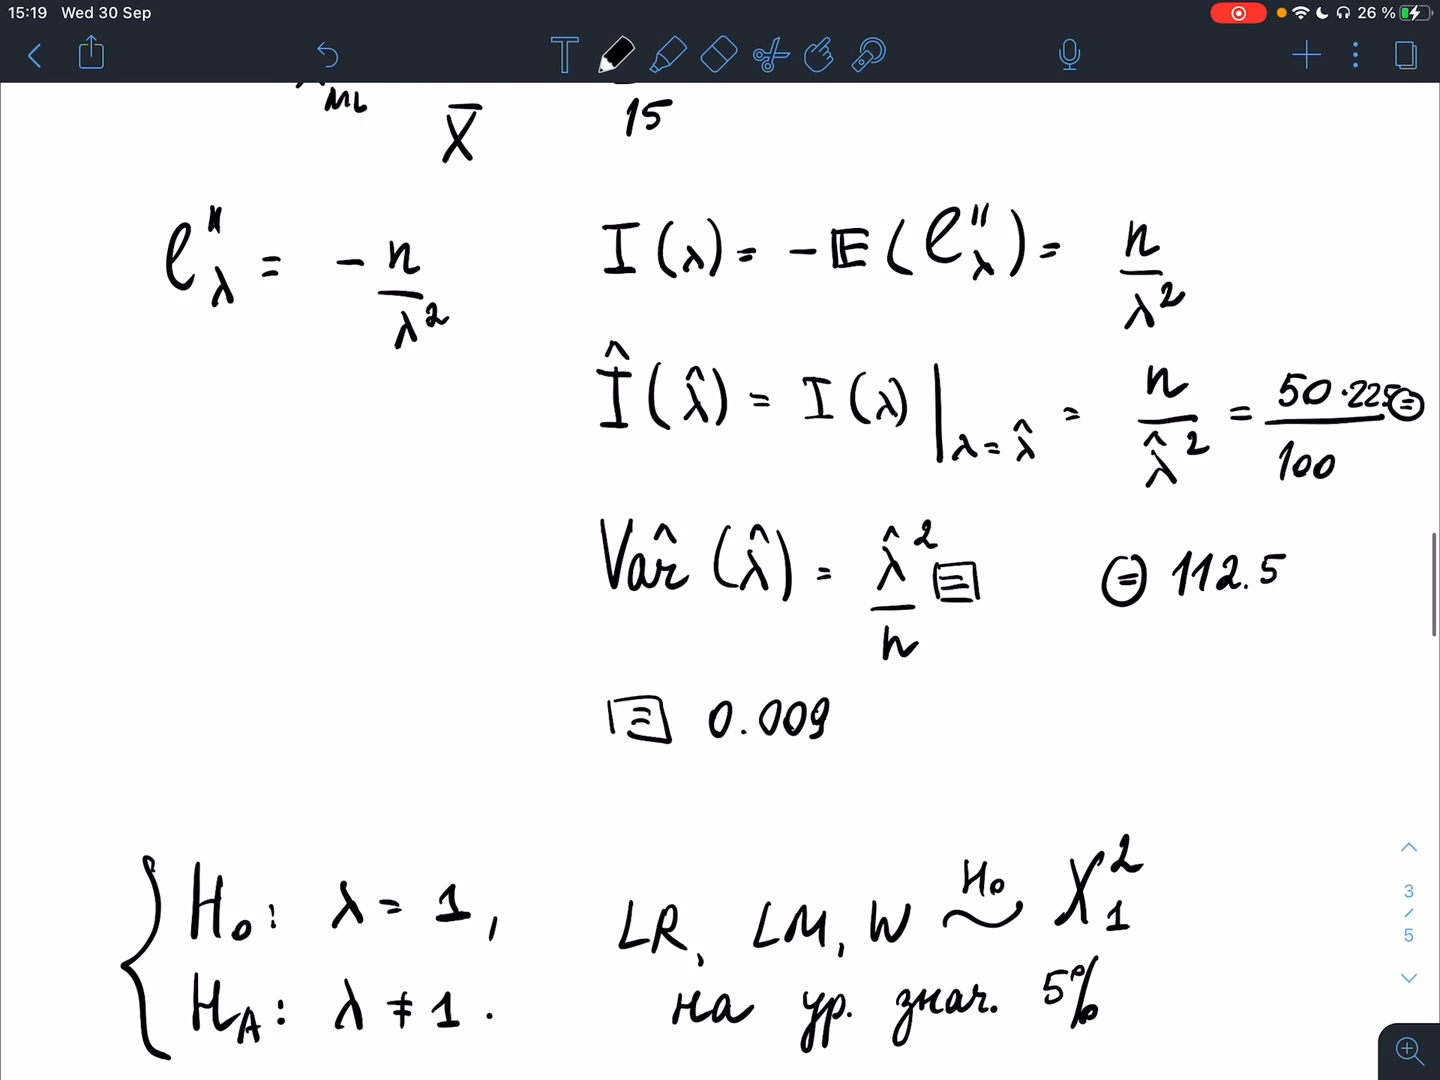 15:19 Wed 30 Sep 26 %
ML X̄ 15
ℓ''_λ = - n/λ² I(λ) = -𝔼(ℓ''_λ) = n/λ²
Î(λ̂) = I(λ)|_{λ=λ̂} = n/λ̂² = 50·225/100 ⊜
Vâr(λ̂) = λ̂²/n ⊟ ⊜ 112.5
⊟ 0.009
H₀: λ = 1, LR, LM, W ~^{H₀} χ²₁
H_A: λ ≠ 1. на ур. знач. 5%
3/5